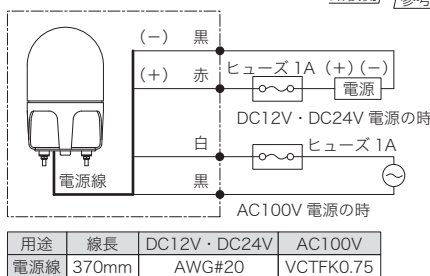 (−) 黒
(+) 赤
ヒューズ 1A (+)(−)
電源
DC12V・DC24V 電源の時
白
ヒューズ 1A
電源線
黒
AC100V 電源の時
用途 線長 DC12V・DC24V AC100V
電源線 370mm AWG#20 VCTFK0.75